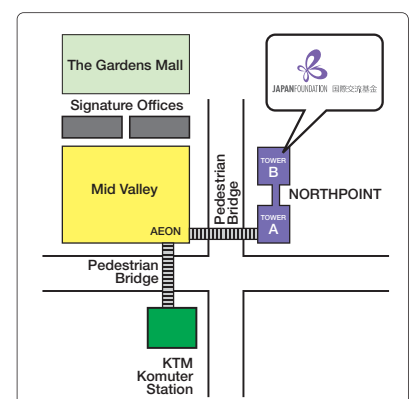 The Gardens Mall
JAPANFOUNDATION 国際交流基金
Signature Offices
Mid Valley
AEON
Pedestrian
Bridge
TOWER
B
NORTHPOINT
TOWER
A
Pedestrian
Bridge
KTM
Komuter
Station